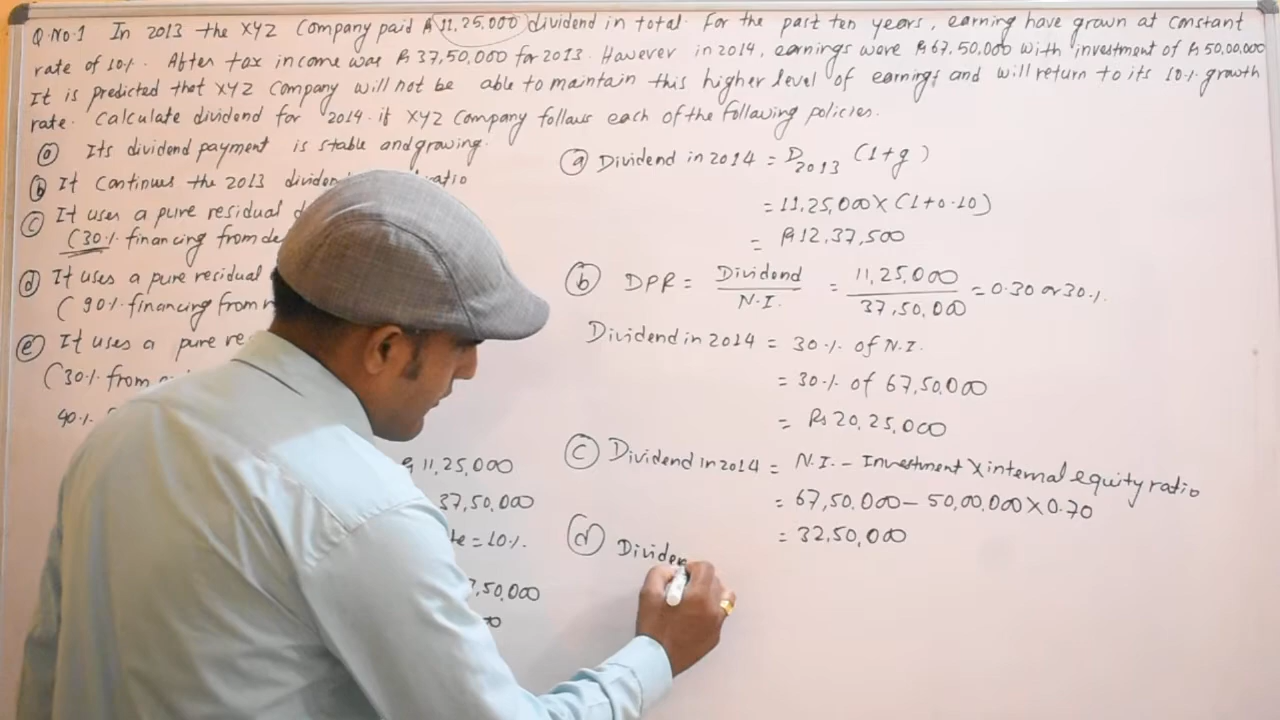 Q.No.1 In 2013 the XYZ Company paid Rs 11,25,000 dividend in total. For the past ten years, earning have grown at constant
rate of 10%. After tax income was Rs 37,50,000 for 2013. However in 2014, earnings were Rs 67,50,000 with investment of Rs 50,00,000
It is predicted that XYZ Company will not be able to maintain this higher level of earnings and will return to its 10% growth
rate. Calculate dividend for 2014 if XYZ Company follows each of the following policies.
(a) Its dividend payment is stable and growing.
(b) It continues the 2013 ratio
(c) It uses a pure residual
(30% financing from
(d) It uses a pure residual
(90% financing from
(e) It uses a pure
(30% from
40%
Rs 11,25,000
37,50,000
= 10%
,50,000
(a) Dividend in 2014 = D2013 (1+g)
= 11,25,000 X (1+0.10)
= Rs 12,37,500
(b) DPR = Dividend / N.I. = 11,25,000 / 37,50,000 = 0.30 or 30%.
Dividend in 2014 = 30% of N.I.
= 30% of 67,50,000
= Rs 20,25,000
(c) Dividend in 2014 = N.I. - Investment X internal equity ratio
= 67,50,000 - 50,00,000 X 0.70
= 32,50,000
(d) Dividen